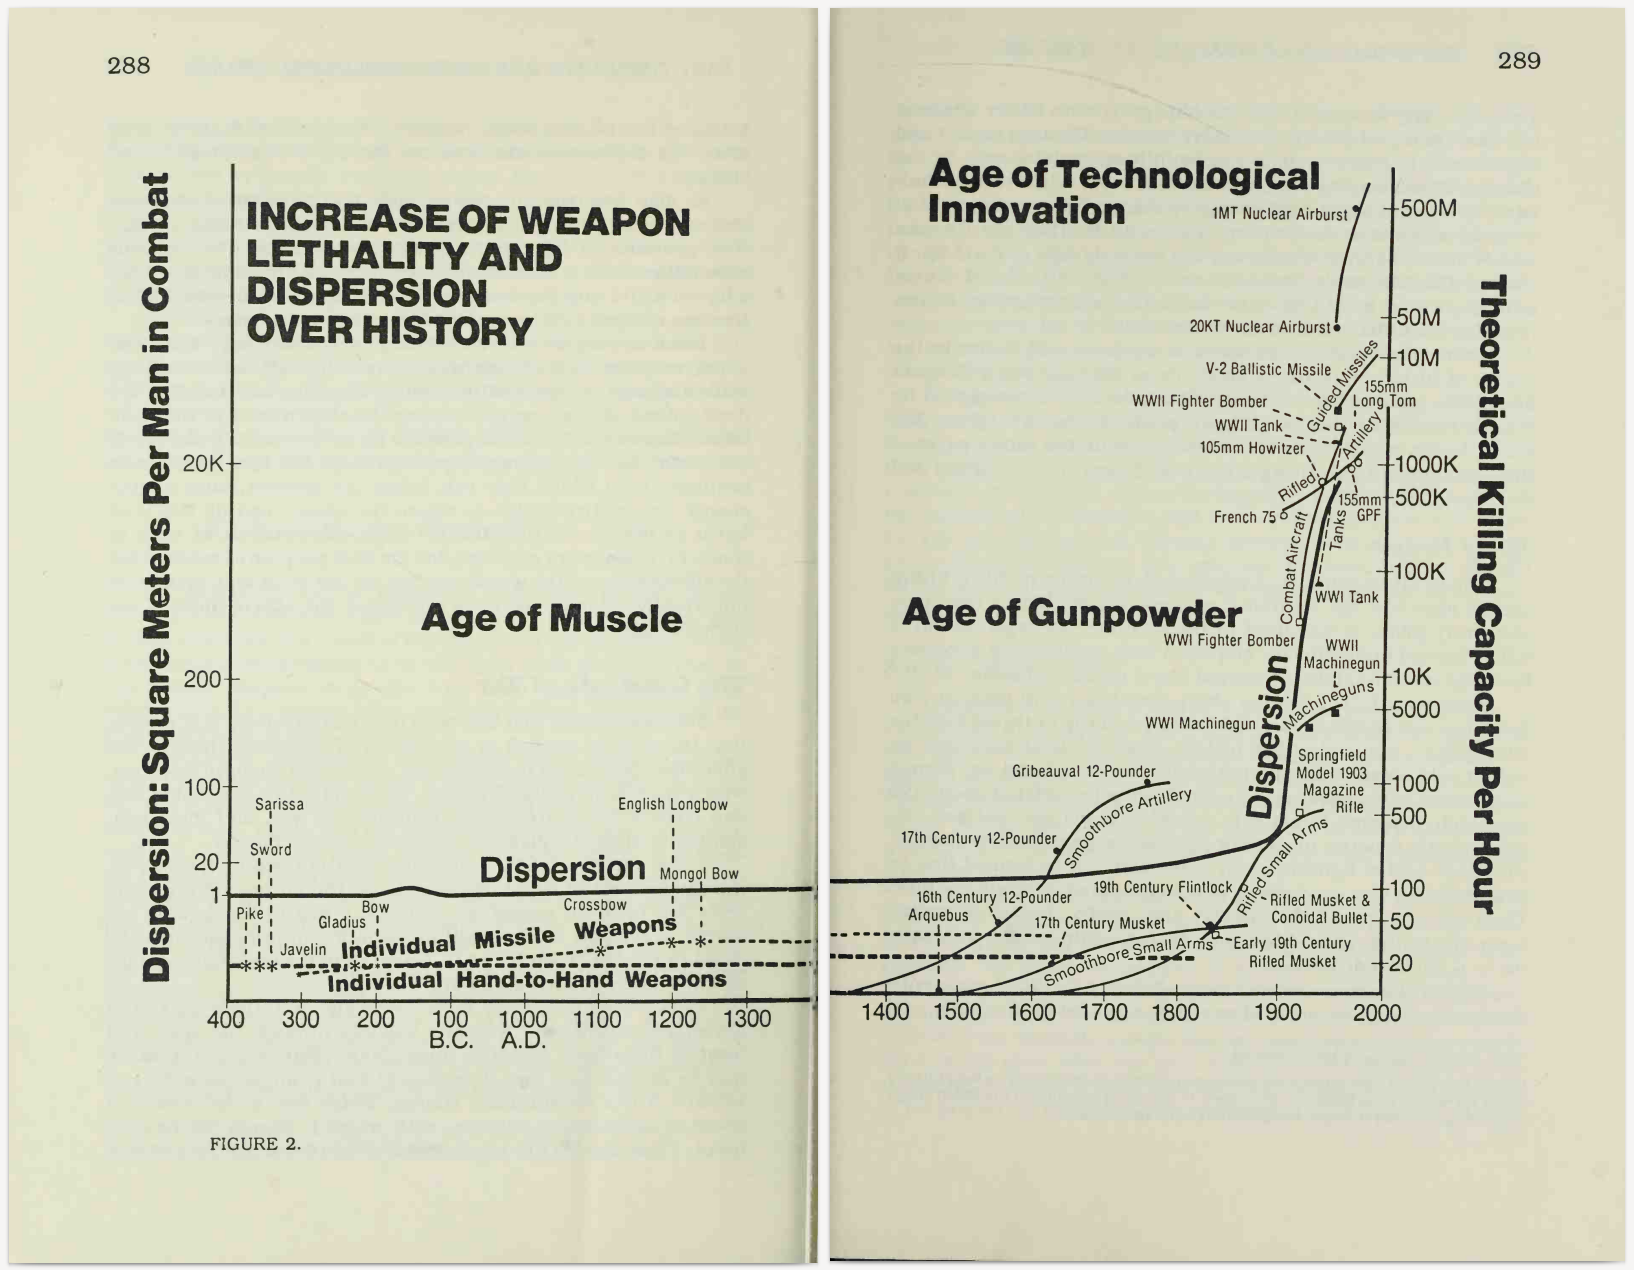 288
Dispersion: Square Meters Per Man in Combat
INCREASE OF WEAPON
LETHALITY AND
DISPERSION
OVER HISTORY
20K
Age of Muscle
200
100
Sarissa
English Longbow
Sword
20
Dispersion
Mongol Bow
1
Pike
Bow
Crossbow
Gladius
Javelin
Individual Missile Weapons
Individual Hand-to-Hand Weapons
400 300 200 100 1000 1100 1200 1300
B.C. A.D.
FIGURE 2.
289
Age of Technological
Innovation
1MT Nuclear Airburst
500M
20KT Nuclear Airburst
50M
10M
V-2 Ballistic Missile
Guided Missiles
155mm
Long Tom
WWII Fighter Bomber
WWII Tank
105mm Howitzer
Rifled Artillery
1000K
500K
155mm
GPF
French 75
Combat Aircraft
Tanks
100K
WWI Tank
Age of Gunpowder
WWI Fighter Bomber
WWII
Machinegun
10K
Machineguns
5000
WWI Machinegun
Dispersion
Springfield
Model 1903
Magazine
Rifle
Gribeauval 12-Pounder
1000
500
Smoothbore Artillery
17th Century 12-Pounder
Rifled Small Arms
19th Century Flintlock
100
16th Century 12-Pounder
Rifled Musket &
Conoidal Bullet
Arquebus
17th Century Musket
50
Smoothbore Small Arms
Early 19th Century
Rifled Musket
20
1400 1500 1600 1700 1800 1900 2000
Theoretical Killing Capacity Per Hour